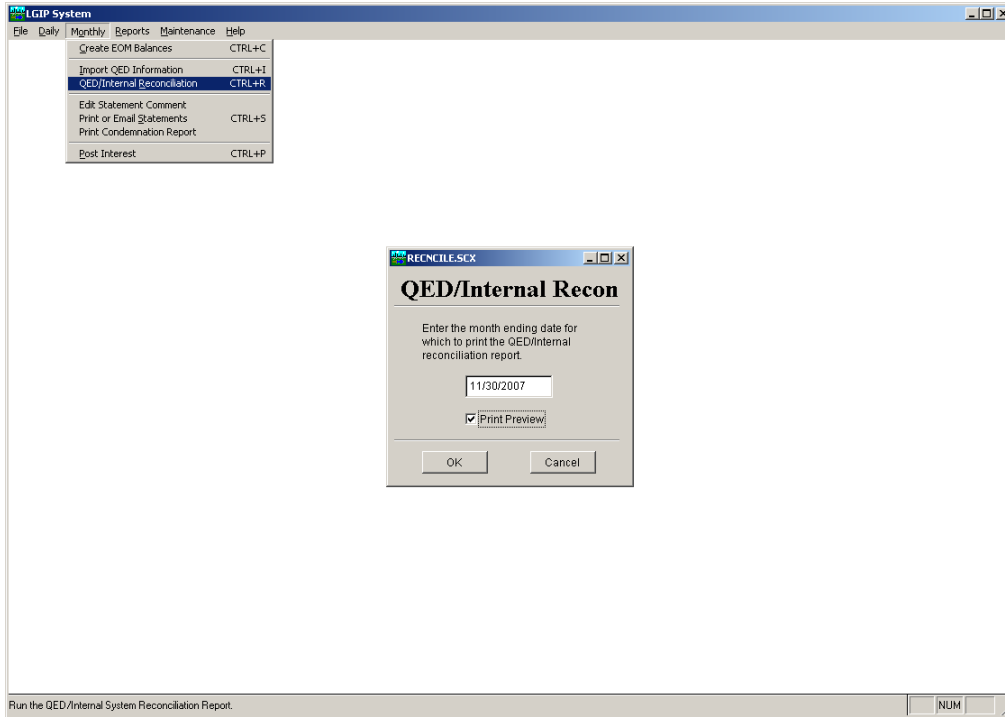 LGIP System
File Daily Monthly Reports Maintenance Help
Create EOM Balances CTRL+C
Import QED Information CTRL+I
QED/Internal Reconciliation CTRL+R
Edit Statement Comment
Print or Email Statements CTRL+S
Print Condemnation Report
Post Interest CTRL+P
RECNCILE.SCX
QED/Internal Recon
Enter the month ending date for
which to print the QED/Internal
reconciliation report.
11/30/2007
Print Preview
OK Cancel
Run the QED/Internal System Reconciliation Report. NUM